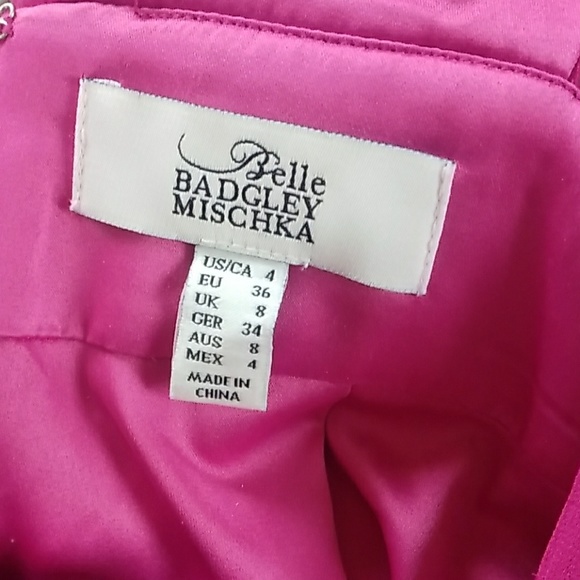 Belle
BADGLEY
MISCHKA
US/CA 4
EU 36
UK 8
GER 34
AUS 8
MEX 4
MADE IN
CHINA